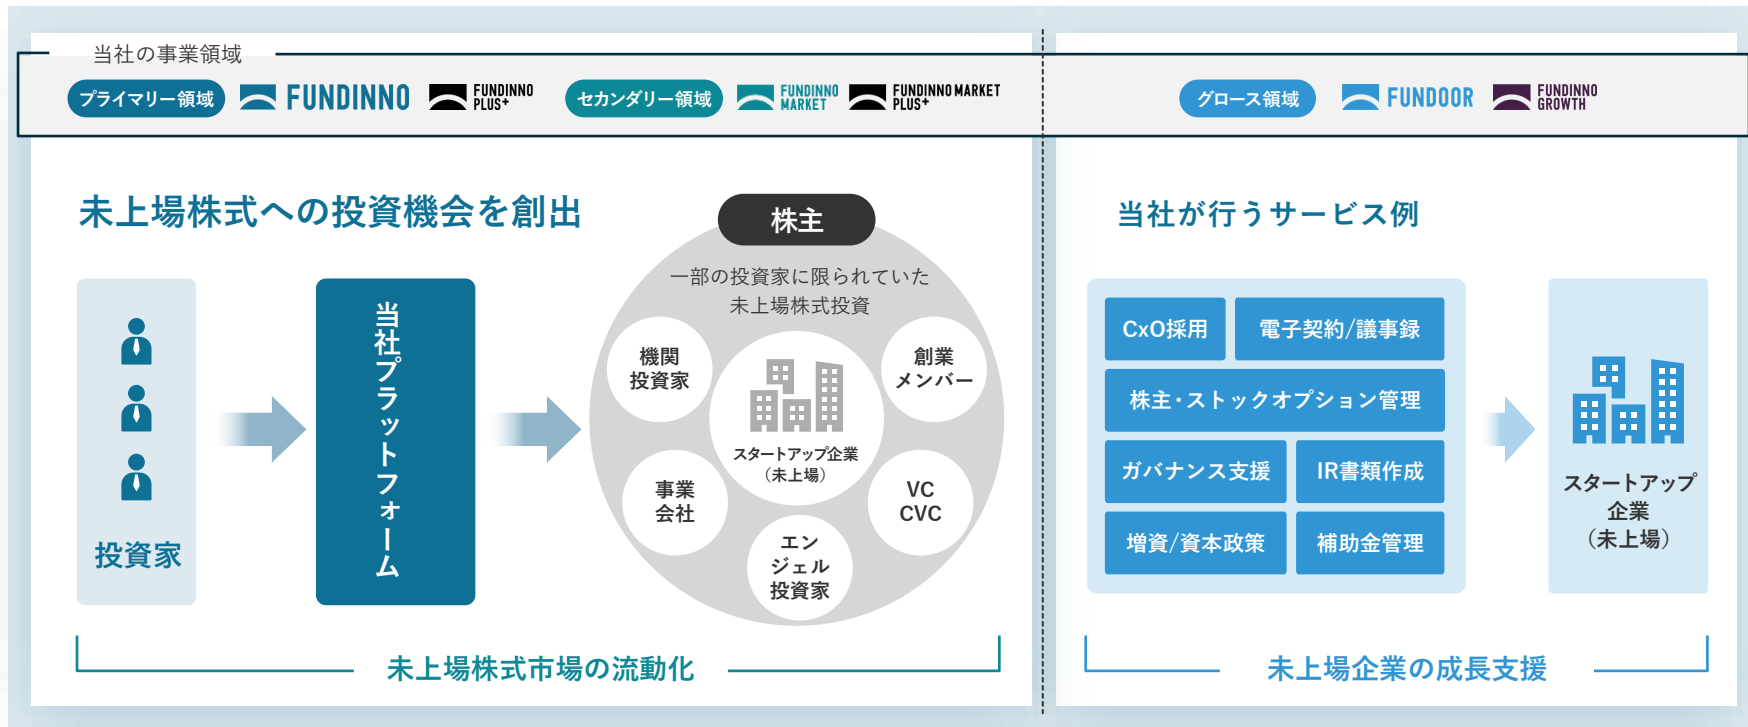 当社の事業領域
プライマリー領域
FUNDINNO
FUNDINNO
PLUS+
セカンダリー領域
FUNDINNO
MARKET
FUNDINNO MARKET
PLUS+
グロース領域
FUNDOOR
FUNDINNO
GROWTH
未上場株式への投資機会を創出
投資家
当社プラットフォーム
株主
一部の投資家に限られていた
未上場株式投資
機関
投資家
創業
メンバー
スタートアップ企業
（未上場）
事業
会社
VC
CVC
エン
ジェル
投資家
未上場株式市場の流動化
当社が行うサービス例
CxO採用
電子契約/議事録
株主・ストックオプション管理
ガバナンス支援
IR書類作成
増資/資本政策
補助金管理
スタートアップ
企業
（未上場）
未上場企業の成長支援